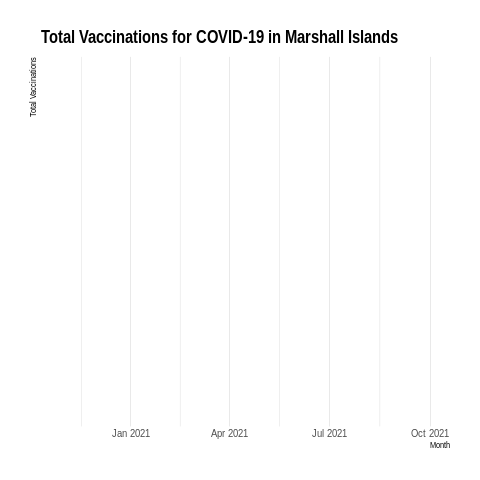 Total Vaccinations for COVID-19 in Marshall Islands
Total Vaccinations
Jan 2021
Apr 2021
Jul 2021
Oct 2021
Month